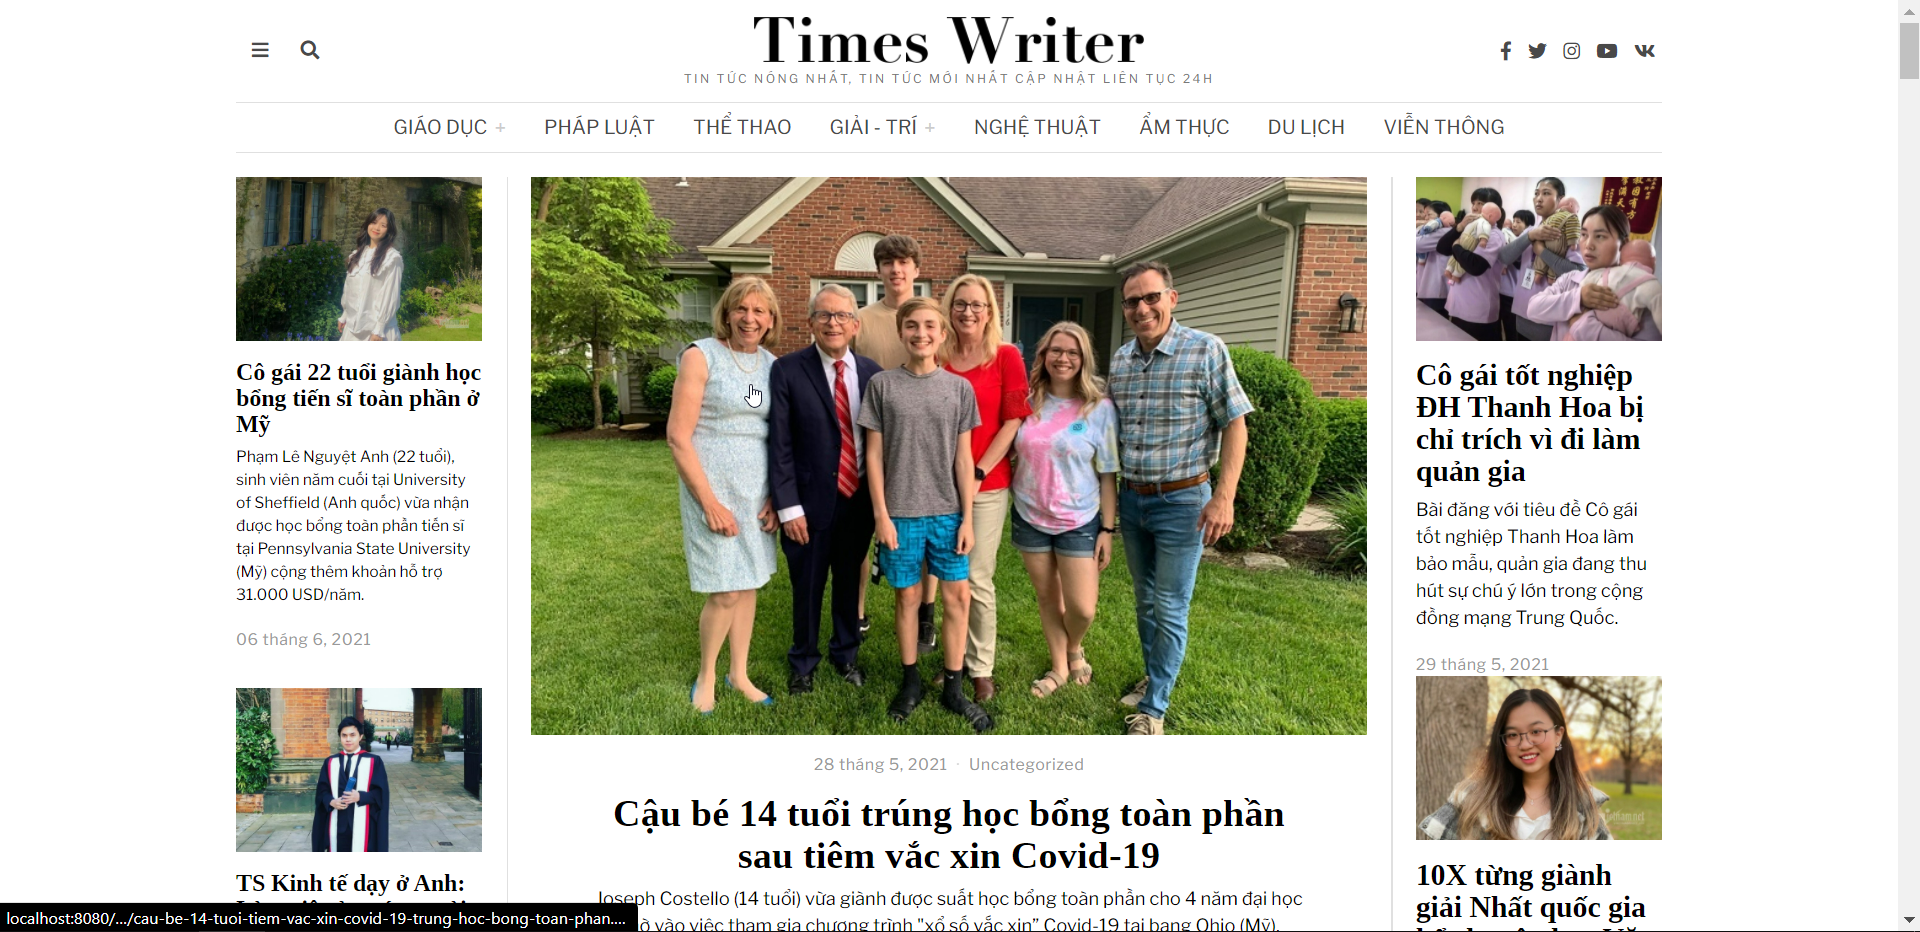 Times Writer
TIN TỨC NÓNG NHẤT, TIN TỨC MỚI NHẤT CẬP NHẬT LIÊN TỤC 24H
GIÁO DỤC +
PHÁP LUẬT
THỂ THAO
GIẢI - TRÍ +
NGHỆ THUẬT
ẨM THỰC
DU LỊCH
VIỄN THÔNG
Cô gái 22 tuổi giành học
bổng tiến sĩ toàn phần ở
Mỹ
Phạm Lê Nguyệt Anh (22 tuổi),
sinh viên năm cuối tại University
of Sheffield (Anh quốc) vừa nhận
được học bổng toàn phần tiến sĩ
tại Pennsylvania State University
(Mỹ) cộng thêm khoản hỗ trợ
31.000 USD/năm.
06 tháng 6, 2021
TS Kinh tế dạy ở Anh:
28 tháng 5, 2021 · Uncategorized
Cậu bé 14 tuổi trúng học bổng toàn phần
sau tiêm vắc xin Covid-19
Joseph Costello (14 tuổi) vừa giành được suất học bổng toàn phần cho 4 năm đại học
vào việc tham gia chương trình "xổ số vắc xin” Covid-19 tại bang Ohio (Mỹ).
Cô gái tốt nghiệp
ĐH Thanh Hoa bị
chỉ trích vì đi làm
quản gia
Bài đăng với tiêu đề Cô gái
tốt nghiệp Thanh Hoa làm
bảo mẫu, quản gia đang thu
hút sự chú ý lớn trong cộng
đồng mạng Trung Quốc.
29 tháng 5, 2021
10X từng giành
giải Nhất quốc gia
localhost:8080/.../cau-be-14-tuoi-tiem-vac-xin-covid-19-trung-hoc-bong-toan-phan....